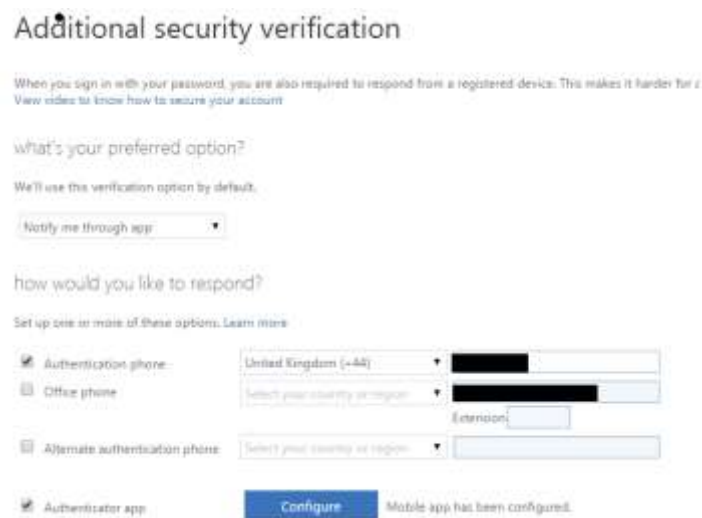 Additional security verification
When you sign in with your password, you are also required to respond from a registered device. This makes it harder for
View video to know how to secure your account
what's your preferred option?
We'll use this verification option by default.
Notify me through app
how would you like to respond?
Set up one or more of these options. Learn more
Authentication phone United Kingdom (+44)
Office phone Select your country or region
Extension
Alternate authentication phone Select your country or region
Authenticator app Configure Mobile app has been configured.